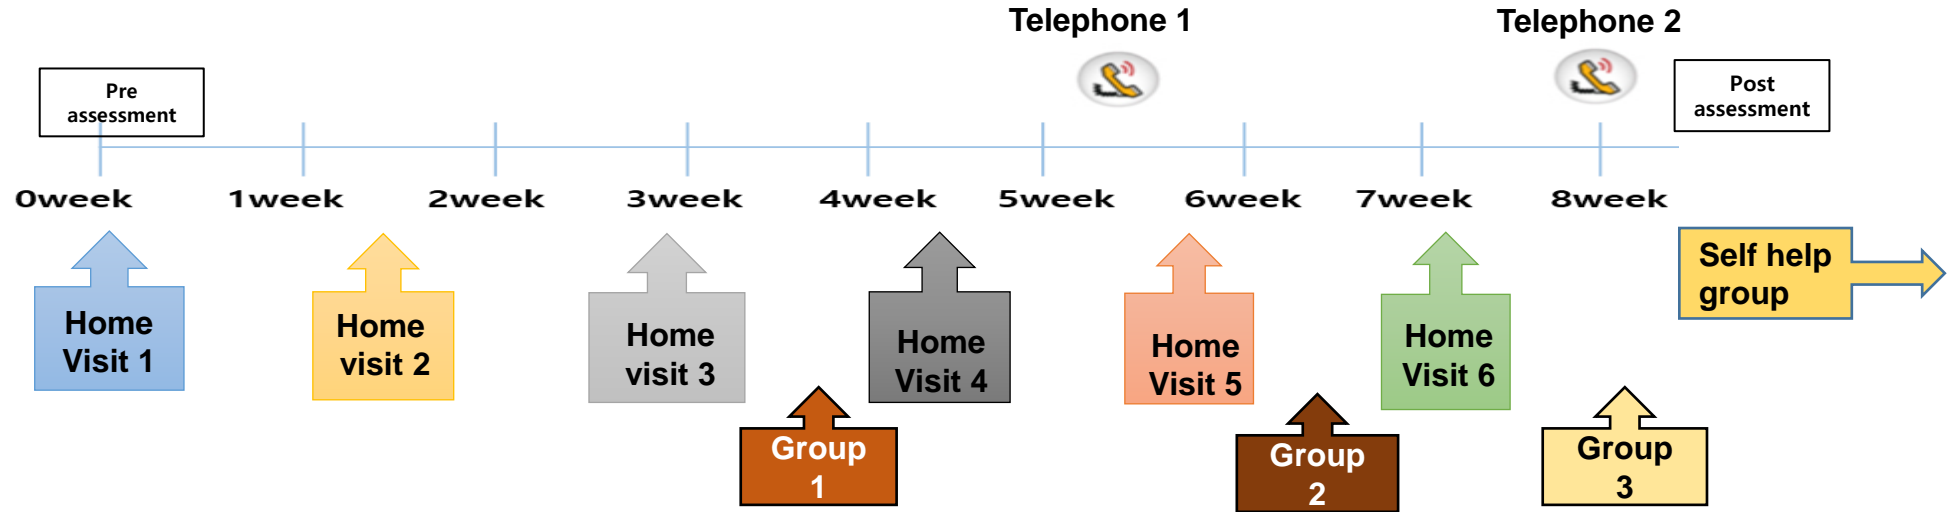 Telephone 1
Telephone 2
Pre
assessment
Post
assessment
0week
1week
2week
3week
4week
5week
6week
7week
8week
Home
Visit 1
Home
visit 2
Home
visit 3
Home
Visit 4
Home
Visit 5
Home
Visit 6
Self help
group
Group
1
Group
2
Group
3